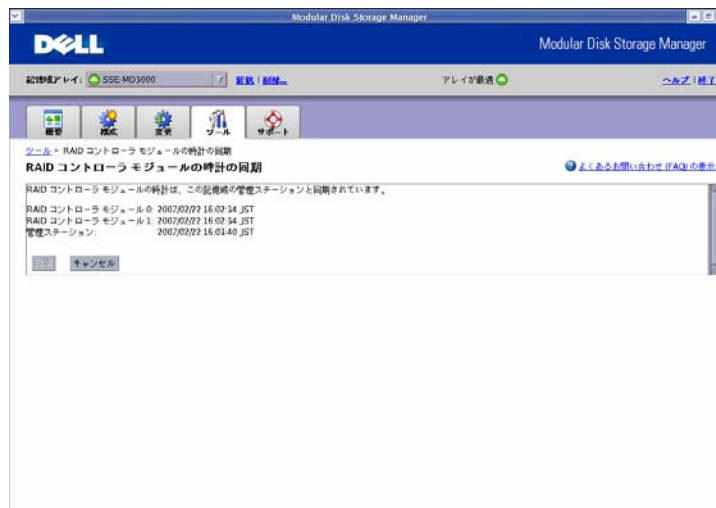 Modular Disk Storage Manager
DELL
Modular Disk Storage Manager
記憶域アレイ: SSE-MD3000 新規 | 削除... アレイが最適 ヘルプ | 終了
概要 構成 変更 ツール サポート
ツール > RAID コントローラ モジュールの時計の同期
RAID コントローラ モジュールの時計の同期 よくあるお問い合わせ (FAQ) の表示
RAID コントローラ モジュールの時計は、この記憶域の管理ステーションと同期されています。
RAID コントローラ モジュール 0: 2007/02/22 16:02:34 JST
RAID コントローラ モジュール 1: 2007/02/22 16:02:34 JST
管理ステーション: 2007/02/22 16:03:40 JST
キャンセル